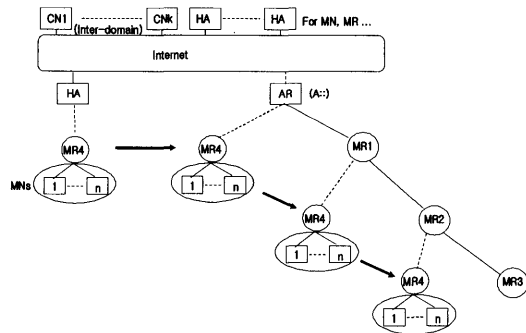 CN1 CNk HA HA For MN, MR ...
(Inter-domain)
Internet
HA AR (A::)
MR4 MR4 MR1
MNs 1 n 1 n
MR4 MR2
1 n
MR4 MR3
1 n